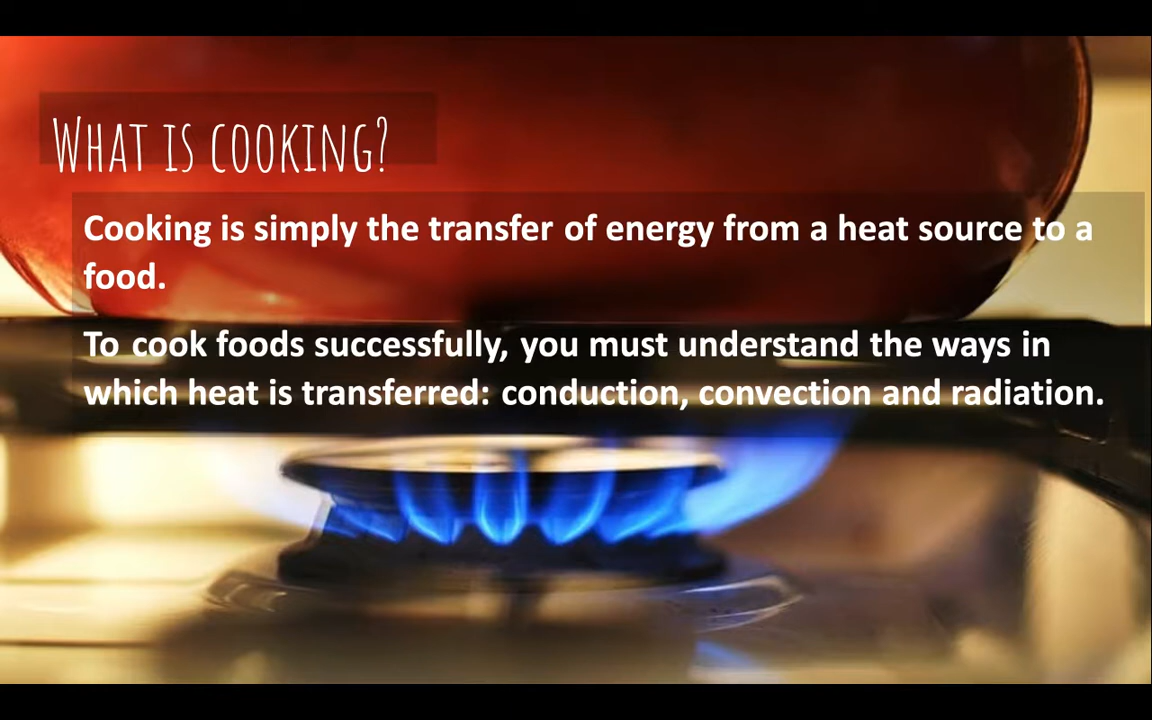 What is cooking?
Cooking is simply the transfer of energy from a heat source to a
food.
To cook foods successfully, you must understand the ways in
which heat is transferred: conduction, convection and radiation.